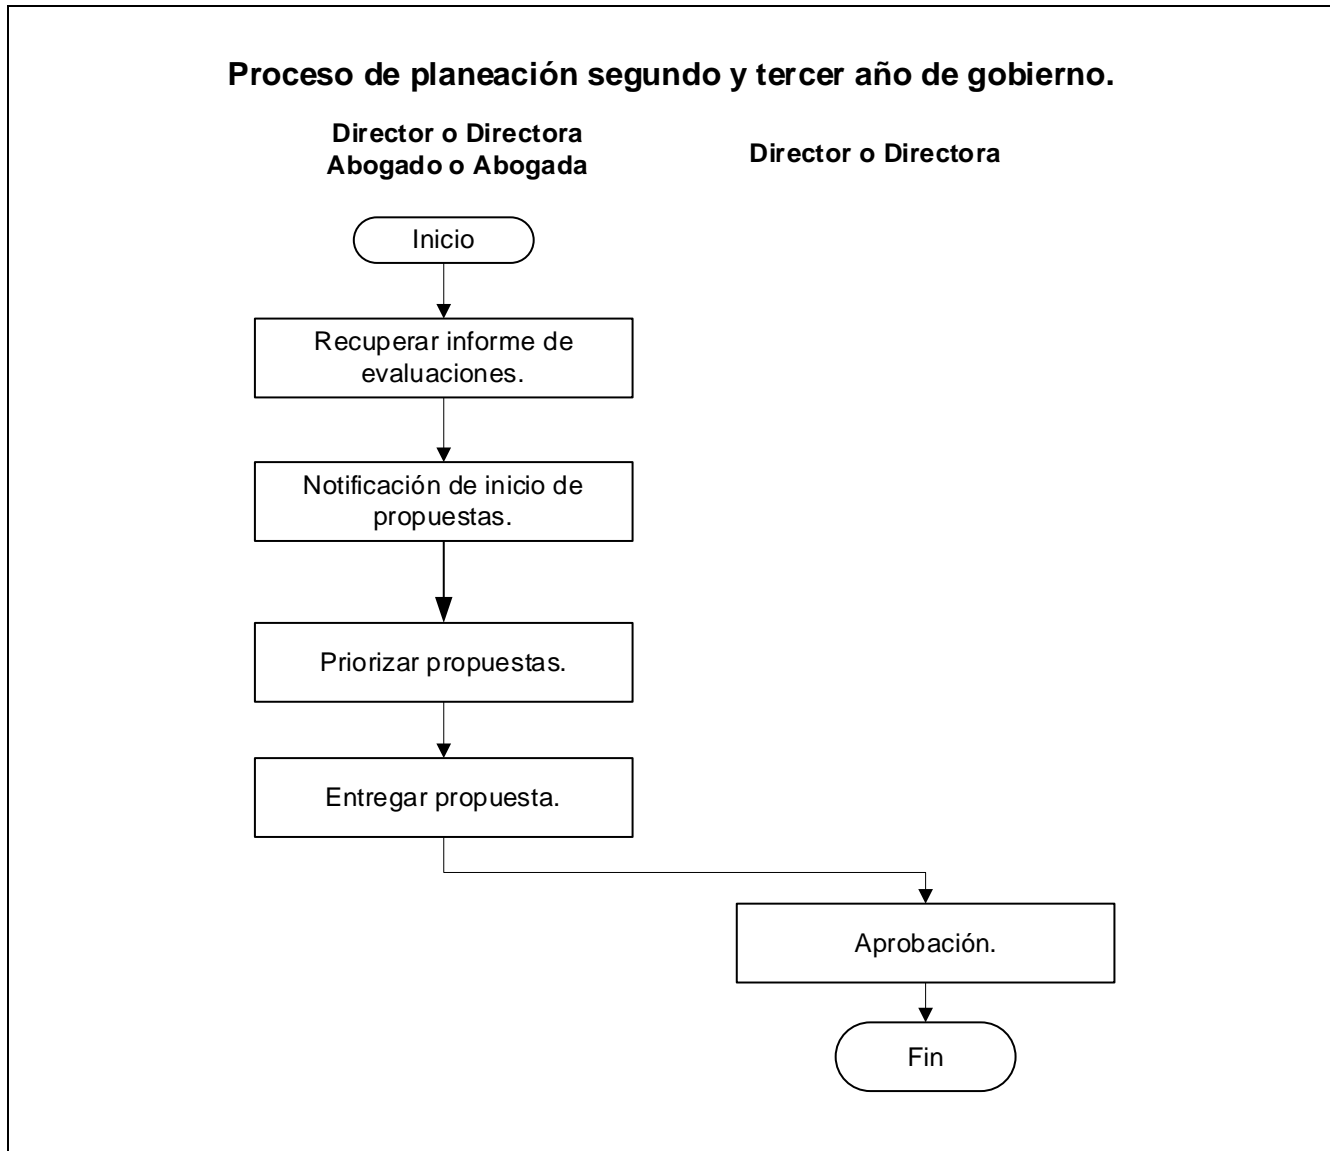 Proceso de planeación segundo y tercer año de gobierno.
Director o Directora
Abogado o Abogada
Director o Directora
Inicio
Recuperar informe de
evaluaciones.
Notificación de inicio de
propuestas.
Priorizar propuestas.
Entregar propuesta.
Aprobación.
Fin